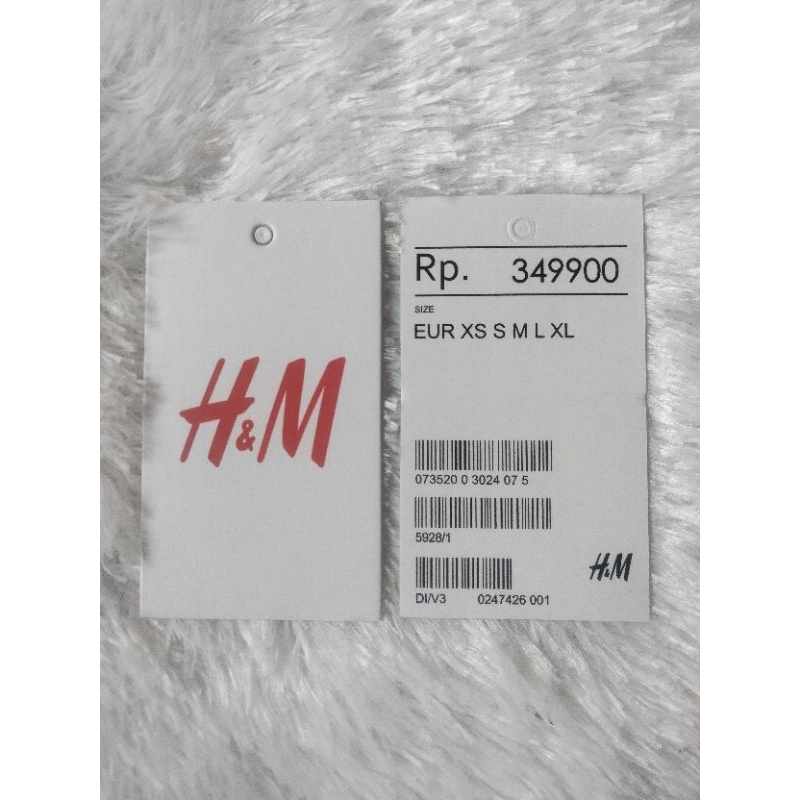 H&M
Rp. 349900
SIZE
EUR XS S M L XL
073520 0 3024 07 5
5928/1
DI/V3 0247426 001
H&M